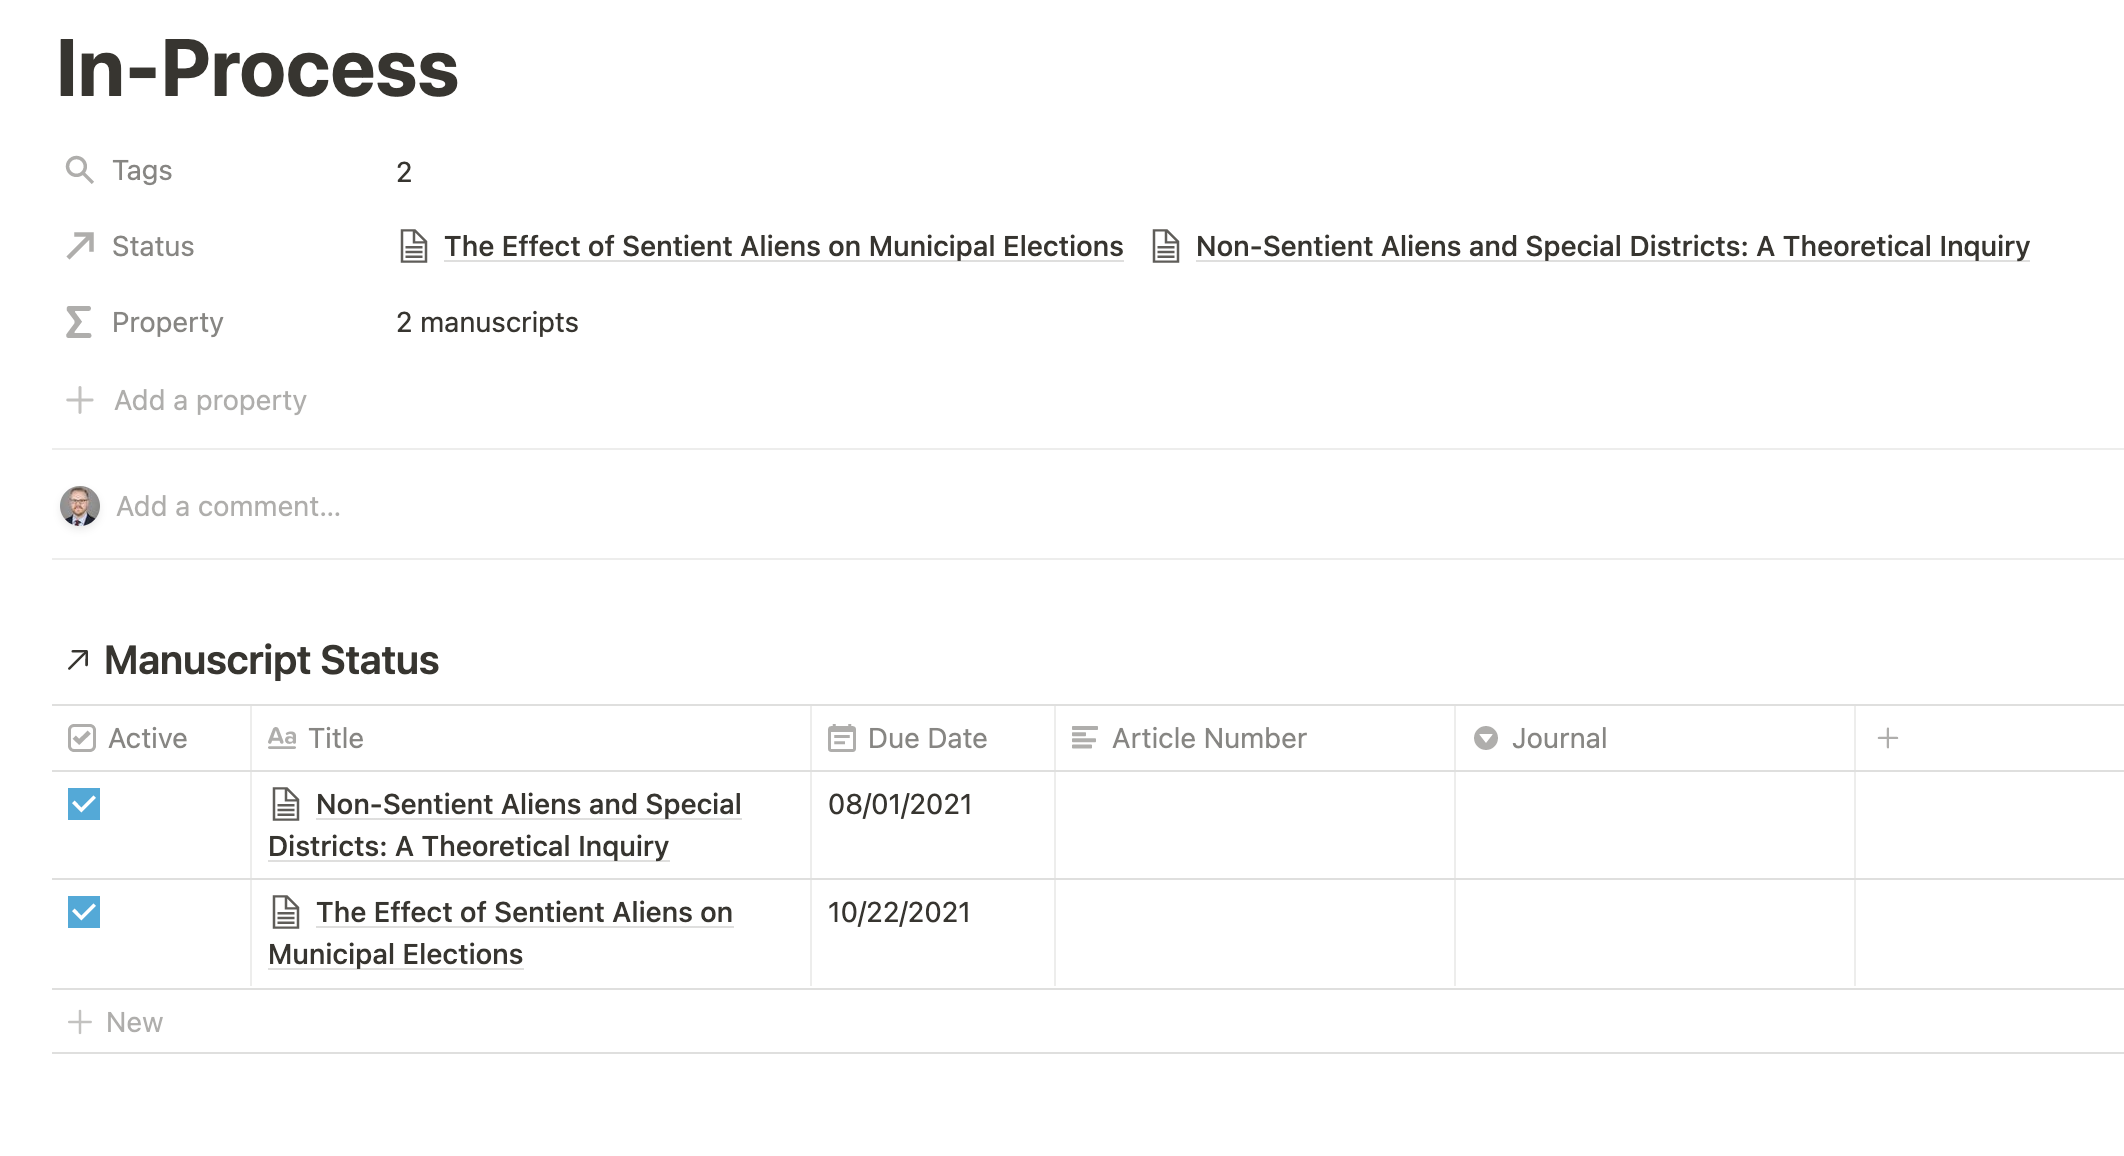 In-Process
Tags 2
Status The Effect of Sentient Aliens on Municipal Elections Non-Sentient Aliens and Special Districts: A Theoretical Inquiry
Property 2 manuscripts
Add a property
Add a comment...
Manuscript Status
Active Aa Title Due Date Article Number Journal
Non-Sentient Aliens and Special 08/01/2021
Districts: A Theoretical Inquiry
The Effect of Sentient Aliens on 10/22/2021
Municipal Elections
New